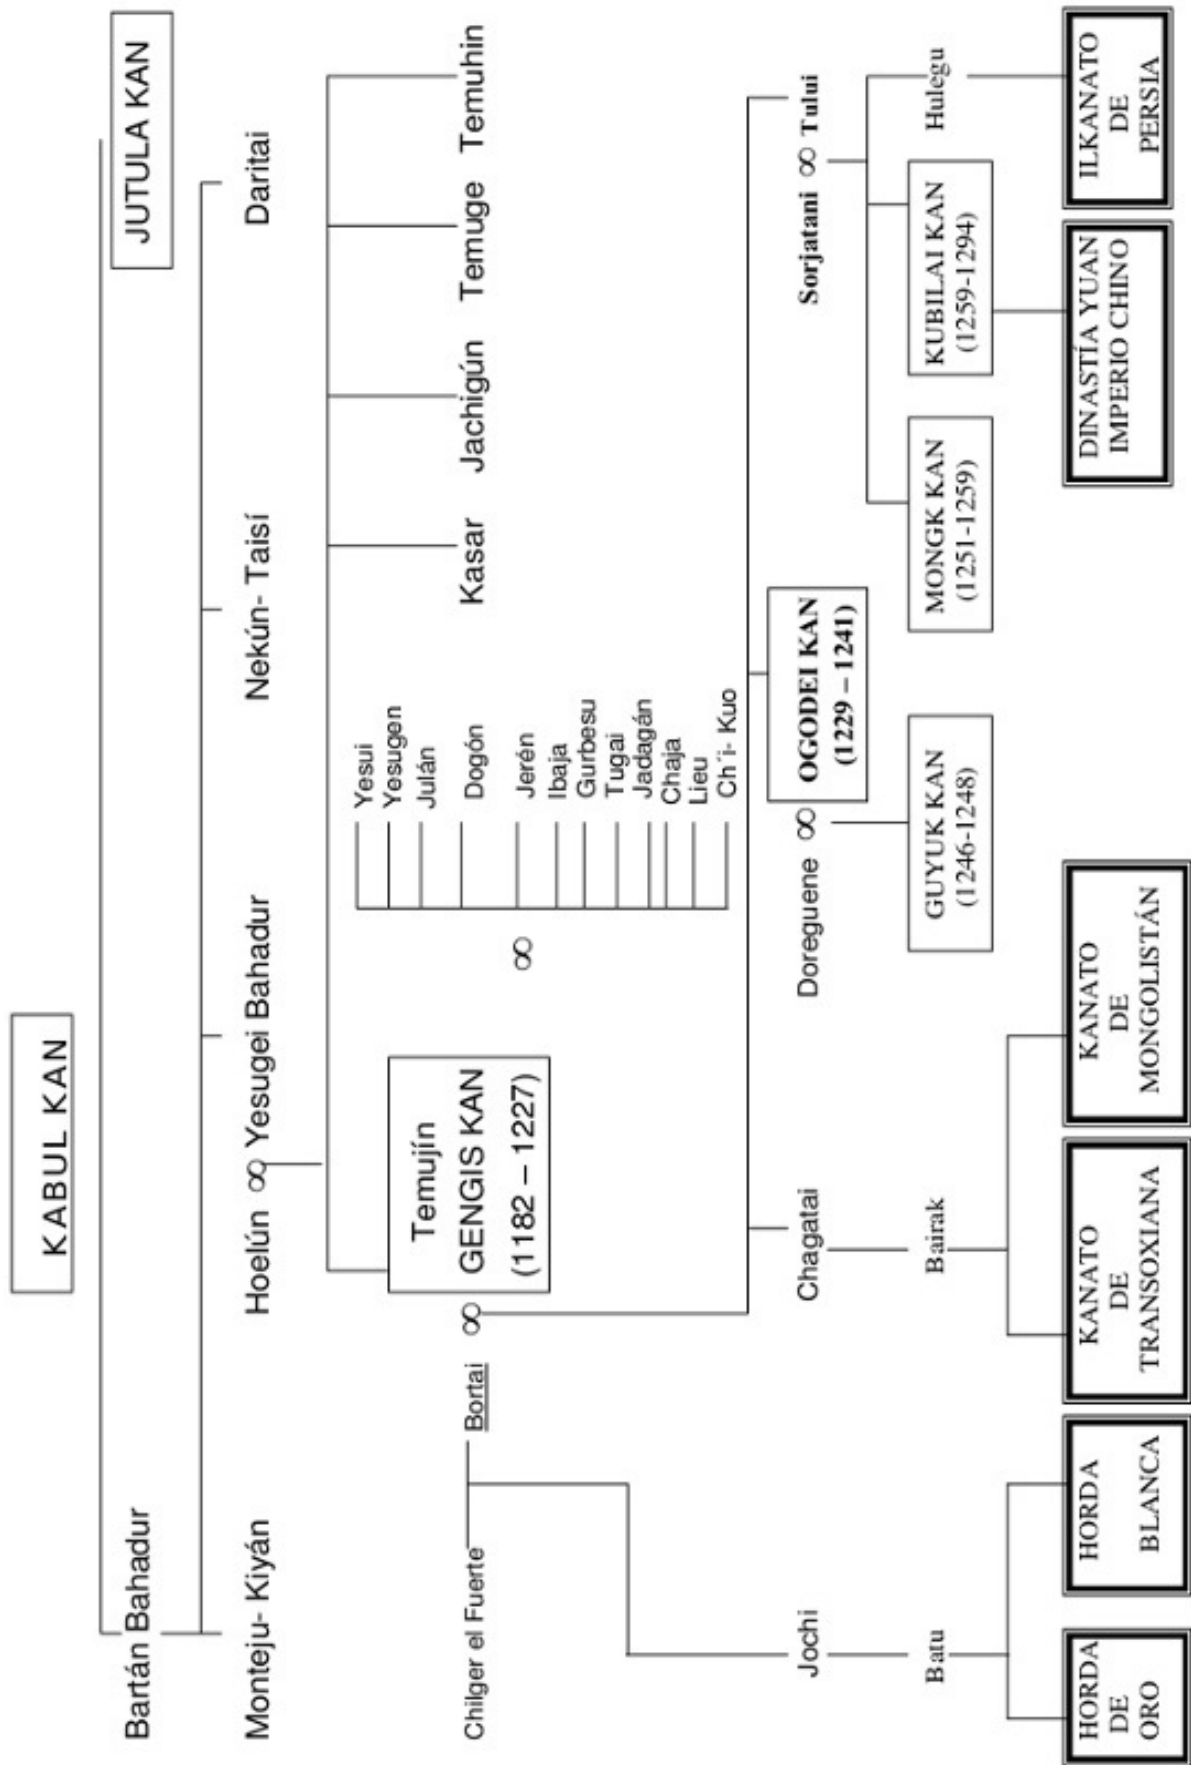 KABUL KAN
Bartán Bahadur
JUTULA KAN
Monteju- Kiyán
Hoelún ∞ Yesugei Bahadur
Nekún- Taisí
Daritai
Chilger el Fuerte
Bortai
∞
Temujín
GENGIS KAN
(1182 – 1227)
∞
Yesui
Yesugen
Julán
Dogón
Jerén
Ibaja
Gurbesu
Tugai
Jadagán
Chaja
Lieu
Ch´i- Kuo
Kasar
Jachigún
Temuge
Temuhin
Jochi
Chagatai
Doreguene ∞
OGODEI KAN
(1229 – 1241)
Sorjatani ∞ Tului
Batu
Bairak
GUYUK KAN
(1246-1248)
MONGK KAN
(1251-1259)
KUBILAI KAN
(1259-1294)
Hulegu
HORDA
DE
ORO
HORDA
BLANCA
KANATO
DE
TRANSOXIANA
KANATO
DE
MONGOLISTÁN
DINASTÍA YUAN
IMPERIO CHINO
ILKANATO
DE
PERSIA